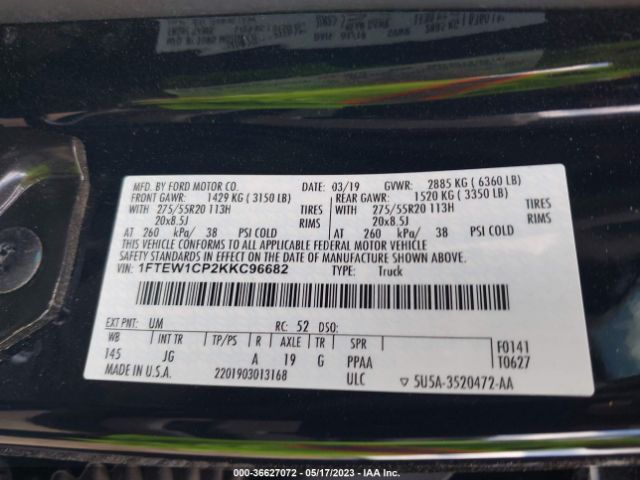 MFD. BY FORD MOTOR CO. DATE: 03/19 GVWR: 2885 KG ( 6360 LB)
FRONT GAWR: 1429 KG ( 3150 LB) REAR GAWR: 1520 KG ( 3350 LB)
WITH 275/55R20 113H TIRES WITH 275/55R20 113H TIRES
20x8.5J RIMS 20x8.5J RIMS
AT 260 kPa/ 38 PSI COLD AT 260 kPa/ 38 PSI COLD
THIS VEHICLE CONFORMS TO ALL APPLICABLE FEDERAL MOTOR VEHICLE
SAFETY STANDARDS IN EFFECT ON THE DATE OF MANUFACTURE SHOWN ABOVE.
VIN: 1FTEW1CP2KKC96682 TYPE: Truck
EXT PNT: UM RC: 52 DSO:
WB INT TR TP/PS R AXLE TR SPR F0141
145 JG A 19 G PPAA T0627
MADE IN U.S.A. 2201903013168 ULC ▽ 5U5A-3520472-AA
000-36627072 - 05/17/2023 - IAA Inc.